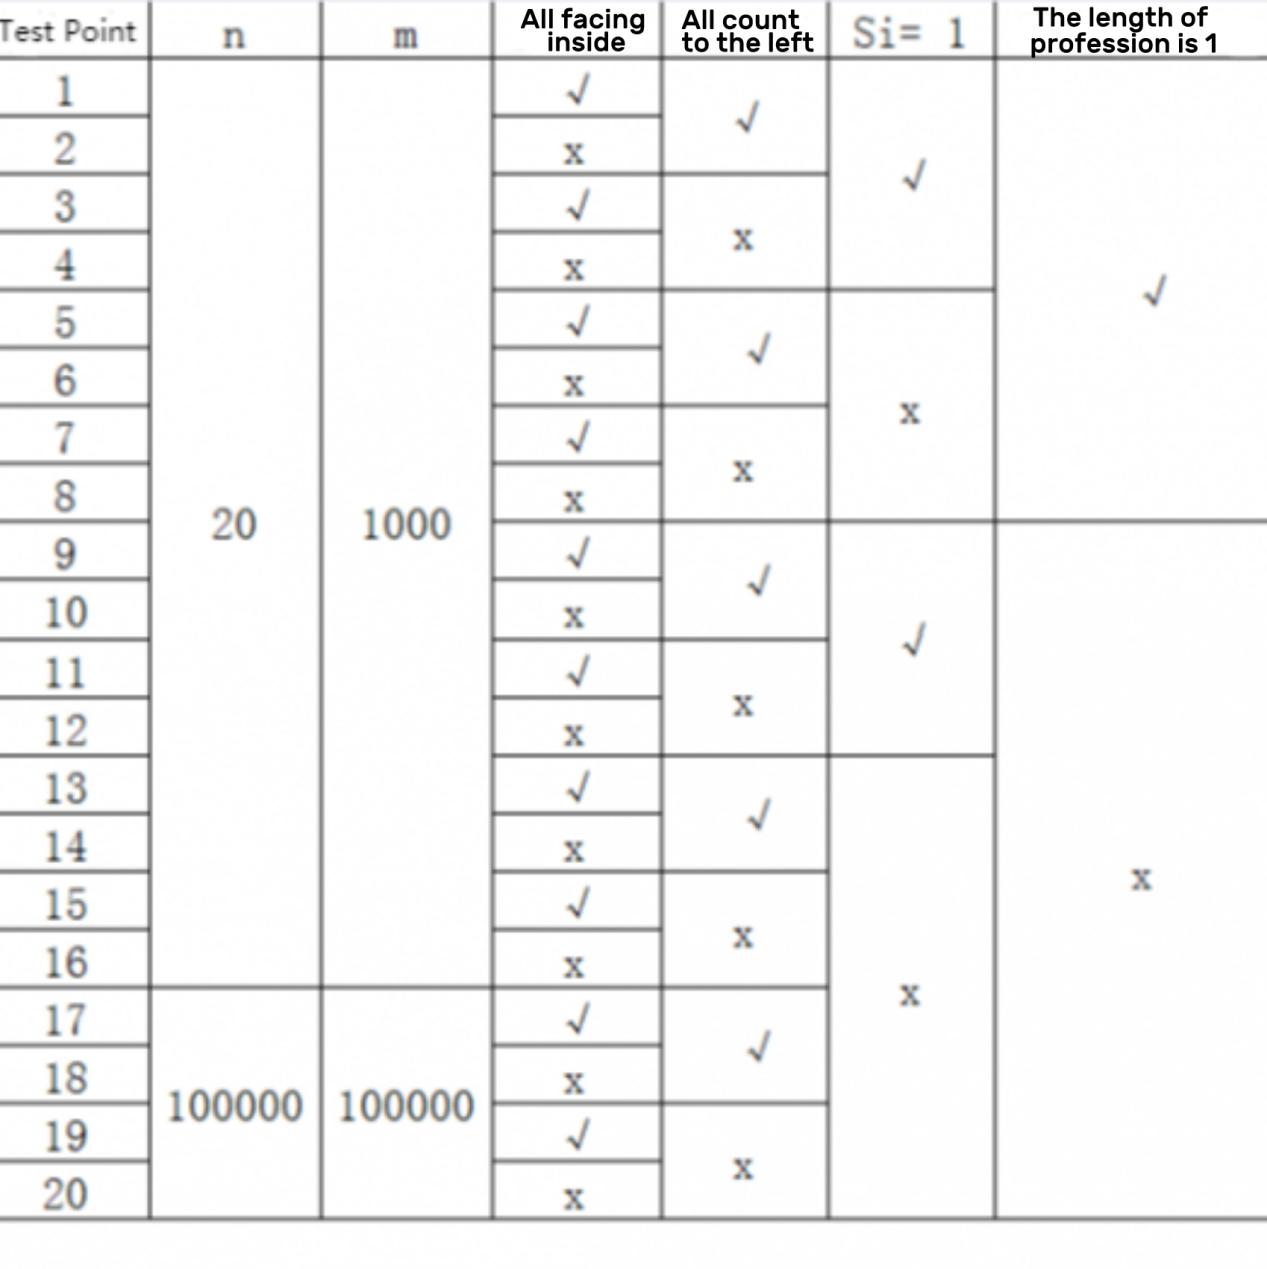 Test Point n m All facing inside All count to the left Si= 1 The length of profession is 1
1 √ √ √ √
2 x
3 √ x
4 x
5 √ √ x
6 x
7 √ x
8 x
20 1000
9 √ √ √
10 x
11 √ x
12 x
13 √ √
14 x
x
15 √ x
16 x
x
17 √ √
18 x
100000 100000
19 √ x
20 x